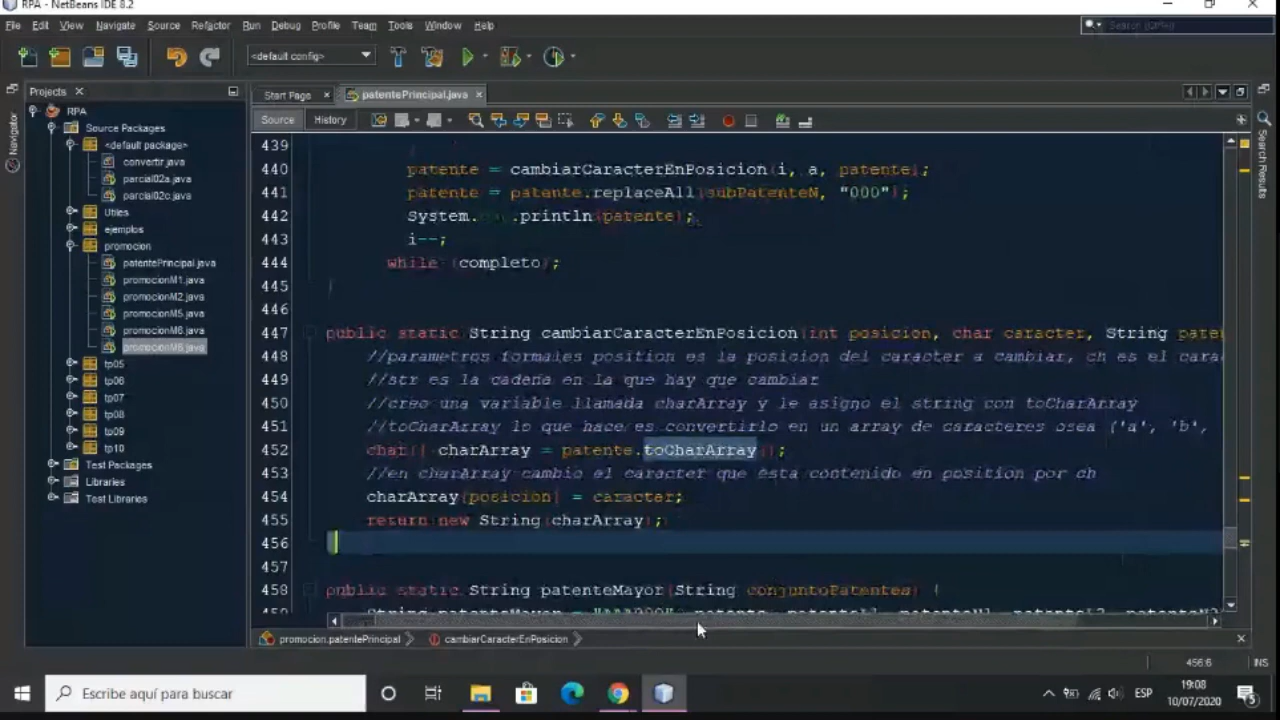 RPA - NetBeans IDE 8.2
File Edit View Navigate Source Refactor Run Debug Profile Team Tools Window Help
Search (Ctrl+I)
<default config>
Projects
Start Page
patentePrincipal.java
Source
History
Navigator
Search Results
RPA
Source Packages
<default package>
convertir.java
parcial02a.java
parcial02c.java
Utiles
ejemplos
promocion
patentePrincipal.java
promocionM1.java
promocionM2.java
promocionM5.java
promocionM6.java
tp05
tp06
tp07
tp08
tp09
tp10
Test Packages
Libraries
Test Libraries
439
440 patente = cambiarCaracterEnPosicion(i, a, patente);
441 patente = patente.replaceAll(subPatenteN, "000");
442 System. .println(patente);
443 i--;
444 while (completo);
445
446
447 public static String cambiarCaracterEnPosicion(int posicion, char caracter, String paten
448 //parametros formales position es la posicion del caracter a cambiar, ch es el cara
449 //str es la cadena en la que hay que cambiar
450 //creo una variable llamada charArray y le asigno el string con toCharArray
451 //toCharArray lo que hace es convertirlo en un array de caracteres osea ('a', 'b',
452 char[] charArray = patente.toCharArray();
453 //en charArray cambio el caracter que esta contenido en position por ch
454 charArray[posicion] = caracter;
455 return new String(charArray);
456
457
458 public static String patenteMayor(String conjuntoPatentes) {
promocion.patentePrincipal
cambiarCaracterEnPosicion
456:6
INS
Escribe aquí para buscar
ESP
19:08
10/07/2020
5